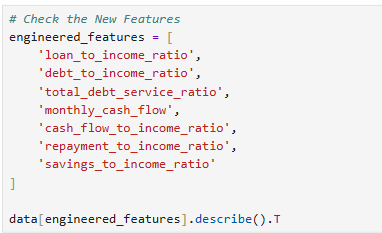 # Check the New Features
engineered_features = [
    'loan_to_income_ratio',
    'debt_to_income_ratio',
    'total_debt_service_ratio',
    'monthly_cash_flow',
    'cash_flow_to_income_ratio',
    'repayment_to_income_ratio',
    'savings_to_income_ratio'
]
data[engineered_features].describe().T